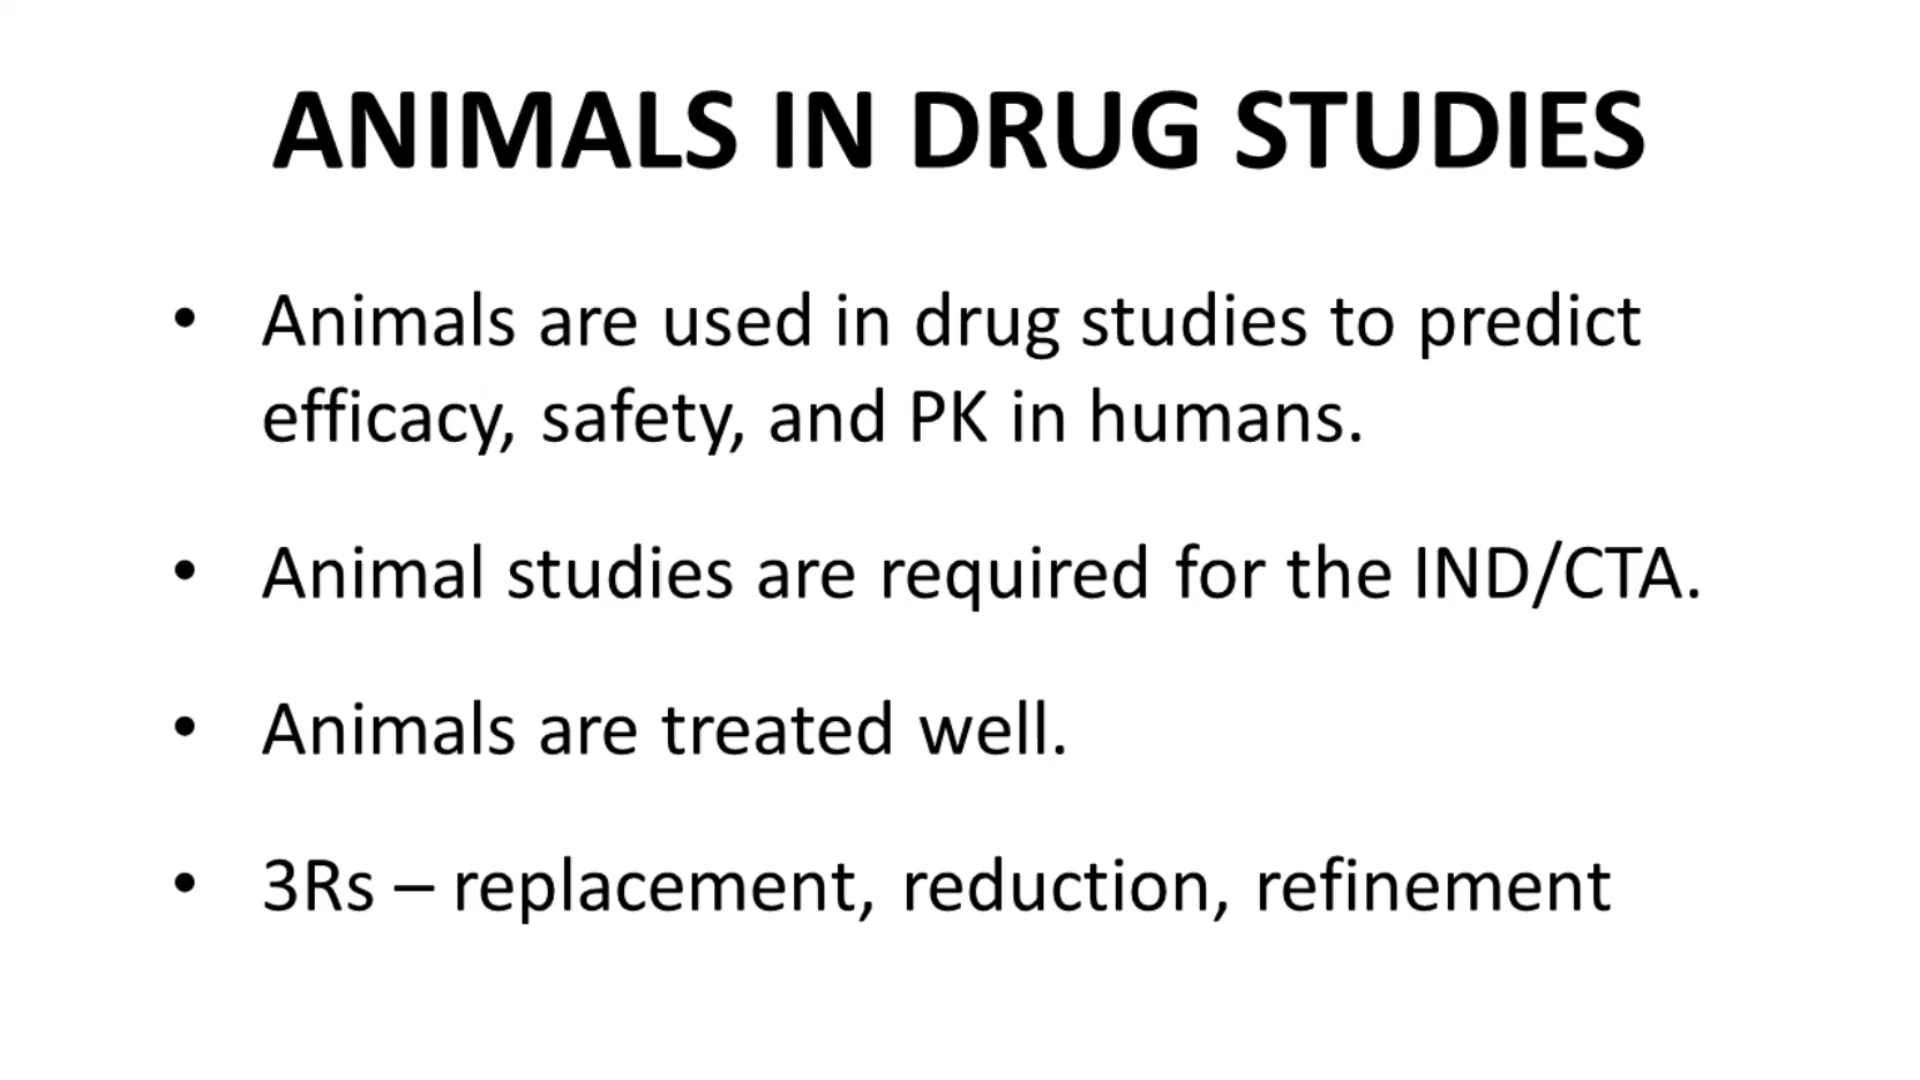 ANIMALS IN DRUG STUDIES
• Animals are used in drug studies to predict
efficacy, safety, and PK in humans.
• Animal studies are required for the IND/CTA.
• Animals are treated well.
• 3Rs – replacement, reduction, refinement